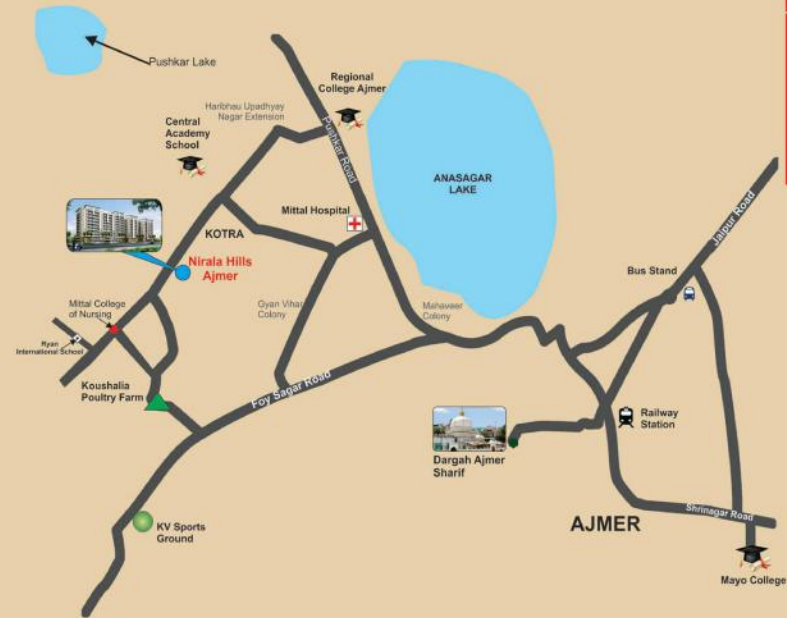 Pushkar Lake
Regional
College Ajmer
Haribhau Upadhyay
Nagar Extension
Central
Academy
School
Pushkar Road
ANASAGAR
LAKE
Mittal Hospital
Jaipur Road
KOTRA
Nirala Hills
Ajmer
Bus Stand
Mittal College
of Nursing
Gyan Vihar
Colony
Mahaveer
Colony
Ryan
International School
Koushalia
Poultry Farm
Foy Sagar Road
Railway
Station
Dargah Ajmer
Sharif
Shrinagar Road
KV Sports
Ground
AJMER
Mayo College